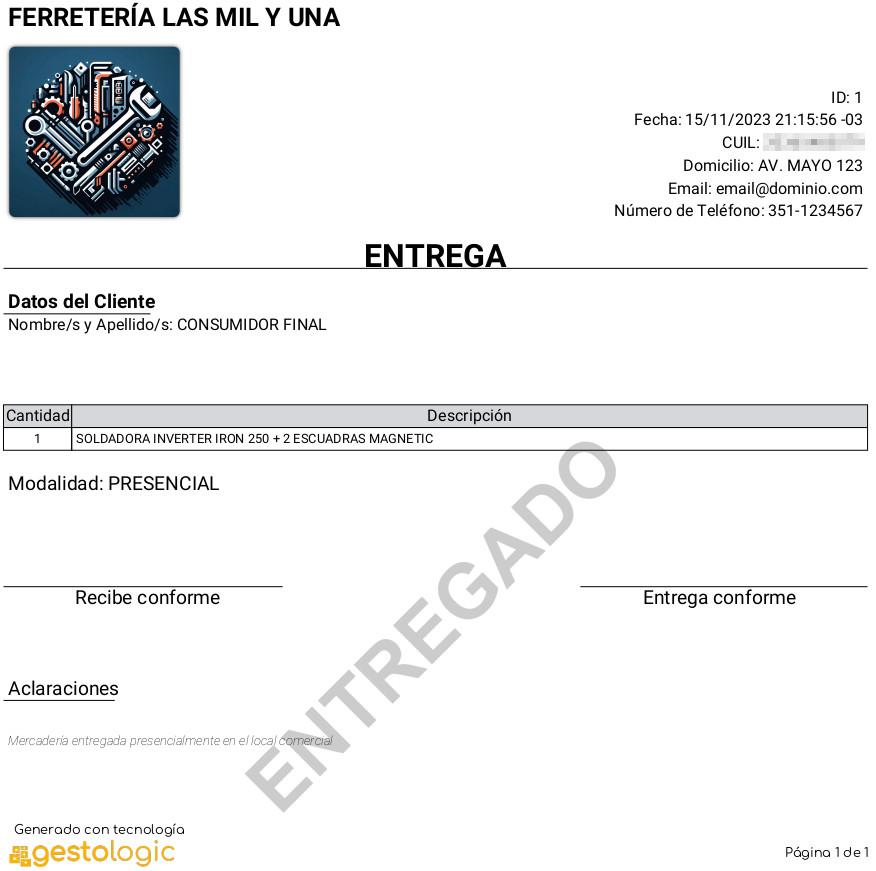 FERRETERÍA LAS MIL Y UNA
ID: 1
Fecha: 15/11/2023 21:15:56 -03
CUIL:
Domicilio: AV. MAYO 123
Email: email@dominio.com
Número de Teléfono: 351-1234567
ENTREGA
Datos del Cliente
Nombre/s y Apellido/s: CONSUMIDOR FINAL
Cantidad Descripción
1 SOLDADORA INVERTER IRON 250 + 2 ESCUADRAS MAGNETIC
Modalidad: PRESENCIAL
ENTREGADO
Recibe conforme Entrega conforme
Aclaraciones
Mercadería entregada presencialmente en el local comercial
Generado con tecnología
gestologic
Página 1 de 1